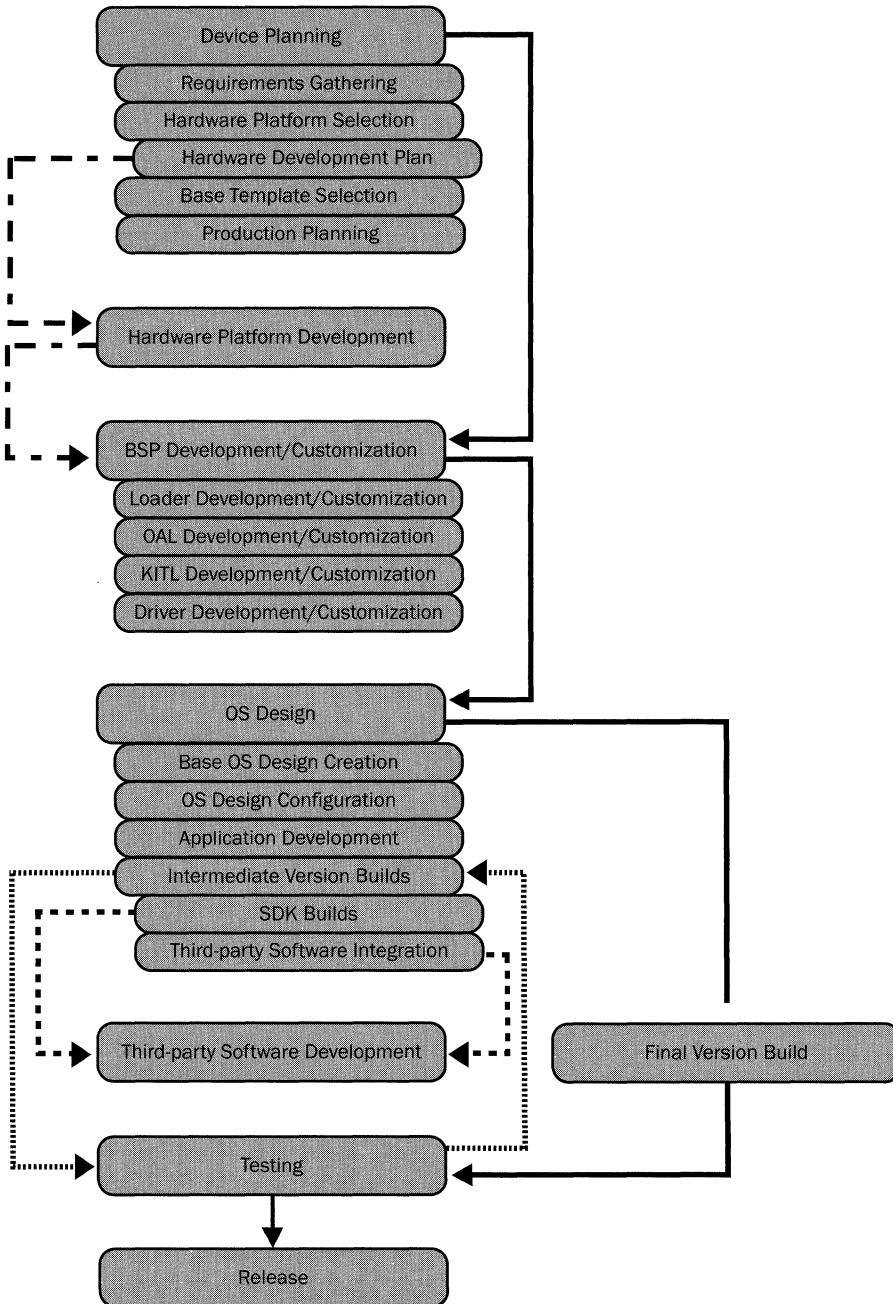 Device Planning
Requirements Gathering
Hardware Platform Selection
Hardware Development Plan
Base Template Selection
Production Planning
Hardware Platform Development
BSP Development/Customization
Loader Development/Customization
OAL Development/Customization
KITL Development/Customization
Driver Development/Customization
OS Design
Base OS Design Creation
OS Design Configuration
Application Development
Intermediate Version Builds
SDK Builds
Third-party Software Integration
Third-party Software Development
Final Version Build
Testing
Release